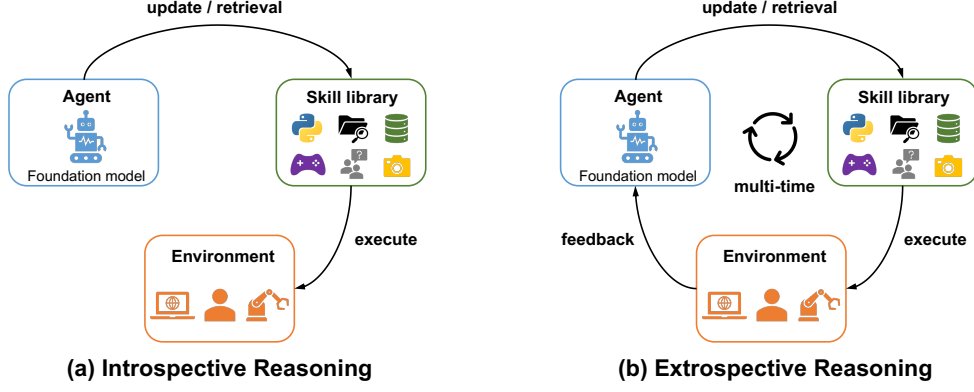 update / retrieval
Agent
Foundation model
Skill library
?
execute
Environment
(a) Introspective Reasoning
update / retrieval
Agent
Foundation model
Skill library
?
multi-time
feedback
execute
Environment
(b) Extrospective Reasoning